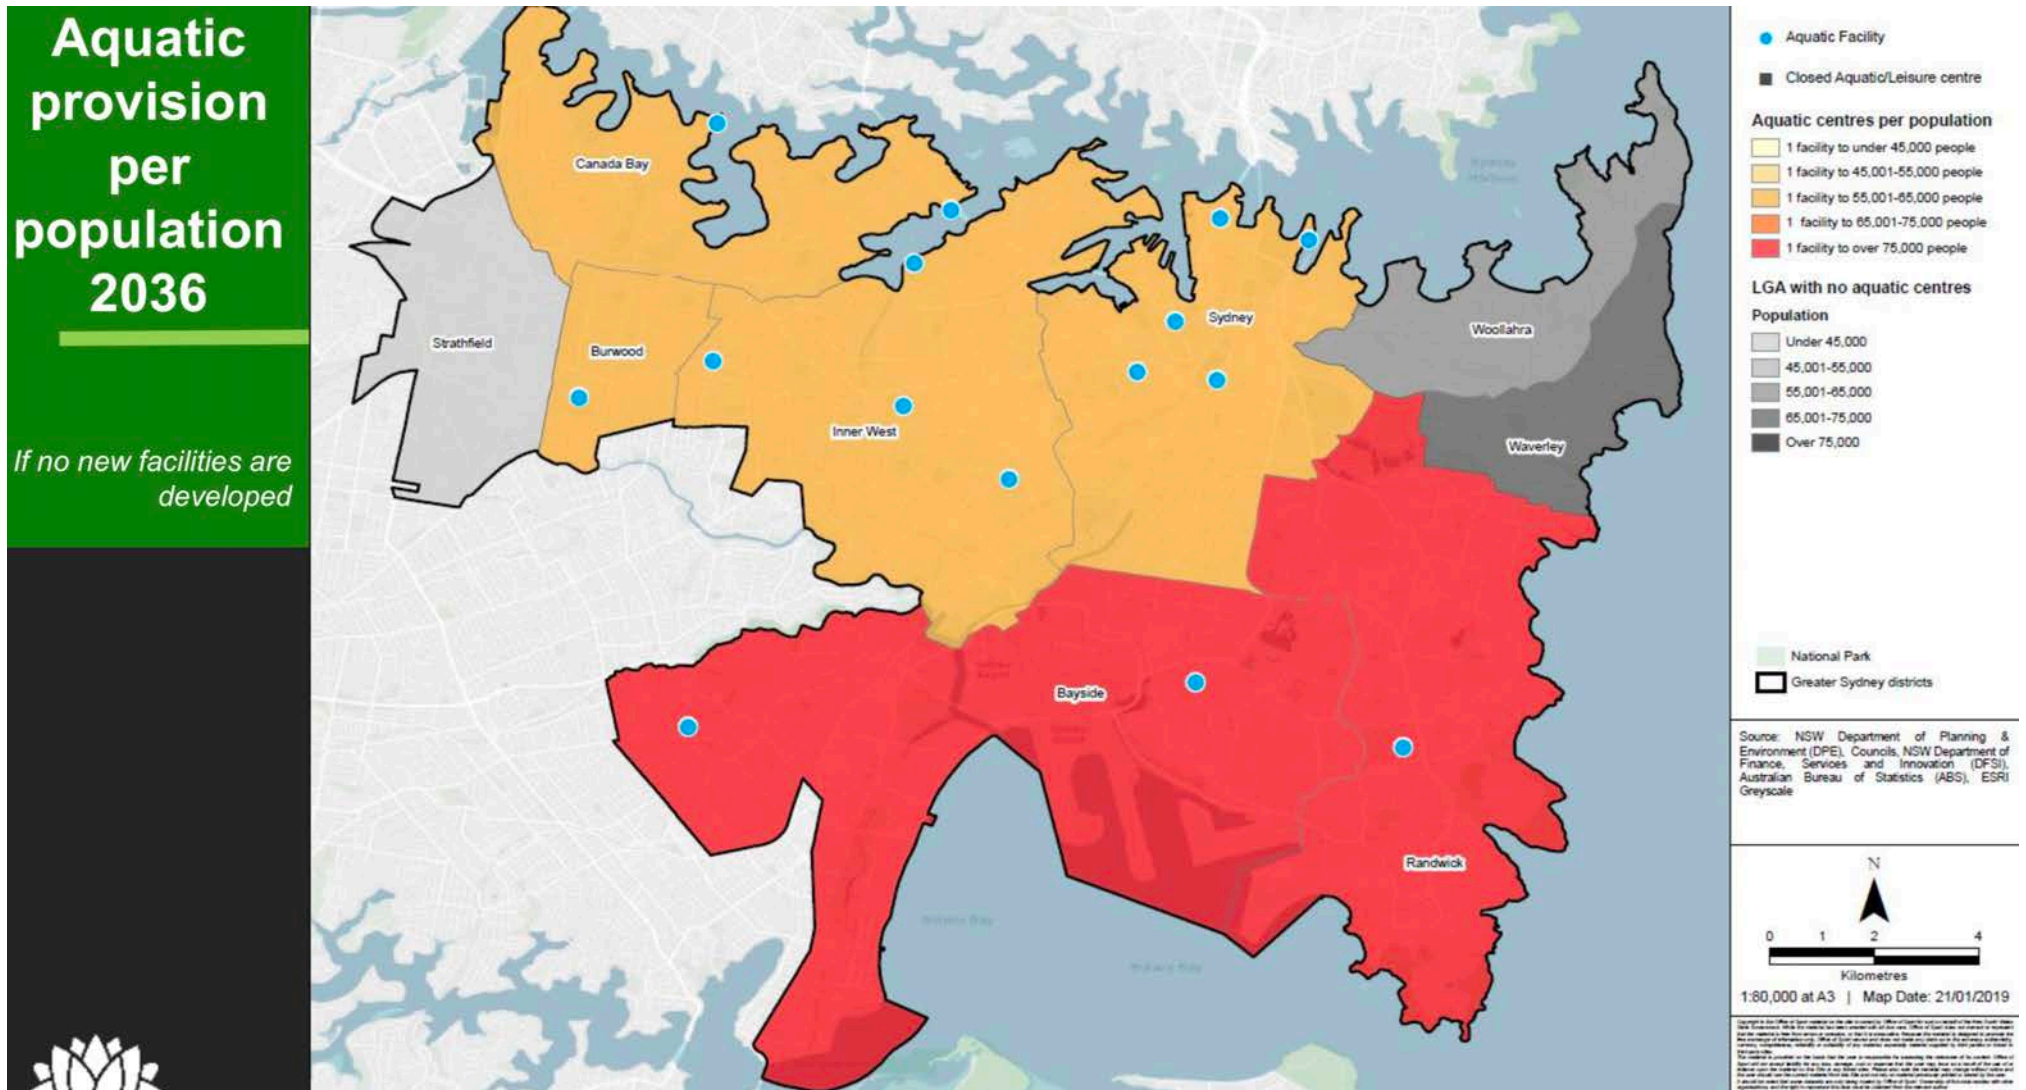 Aquatic
provision
per
population
2036
If no new facilities are
developed
Canada Bay
Strathfield
Burwood
Inner West
Sydney
Woollahra
Waverley
Bayside
Randwick
Botany Bay
Aquatic Facility
Closed Aquatic/Leisure centre
Aquatic centres per population
1 facility to under 45,000 people
1 facility to 45,001-55,000 people
1 facility to 55,001-65,000 people
1 facility to 65,001-75,000 people
1 facility to over 75,000 people
LGA with no aquatic centres
Population
Under 45,000
45,001-55,000
55,001-65,000
65,001-75,000
Over 75,000
National Park
Greater Sydney districts
Source: NSW Department of Planning &
Environment (DPE), Councils, NSW Department of
Finance, Services and Innovation (DFSI),
Australian Bureau of Statistics (ABS), ESRI
Greyscale
N
0 1 2 4
Kilometres
1:80,000 at A3 | Map Date: 21/01/2019